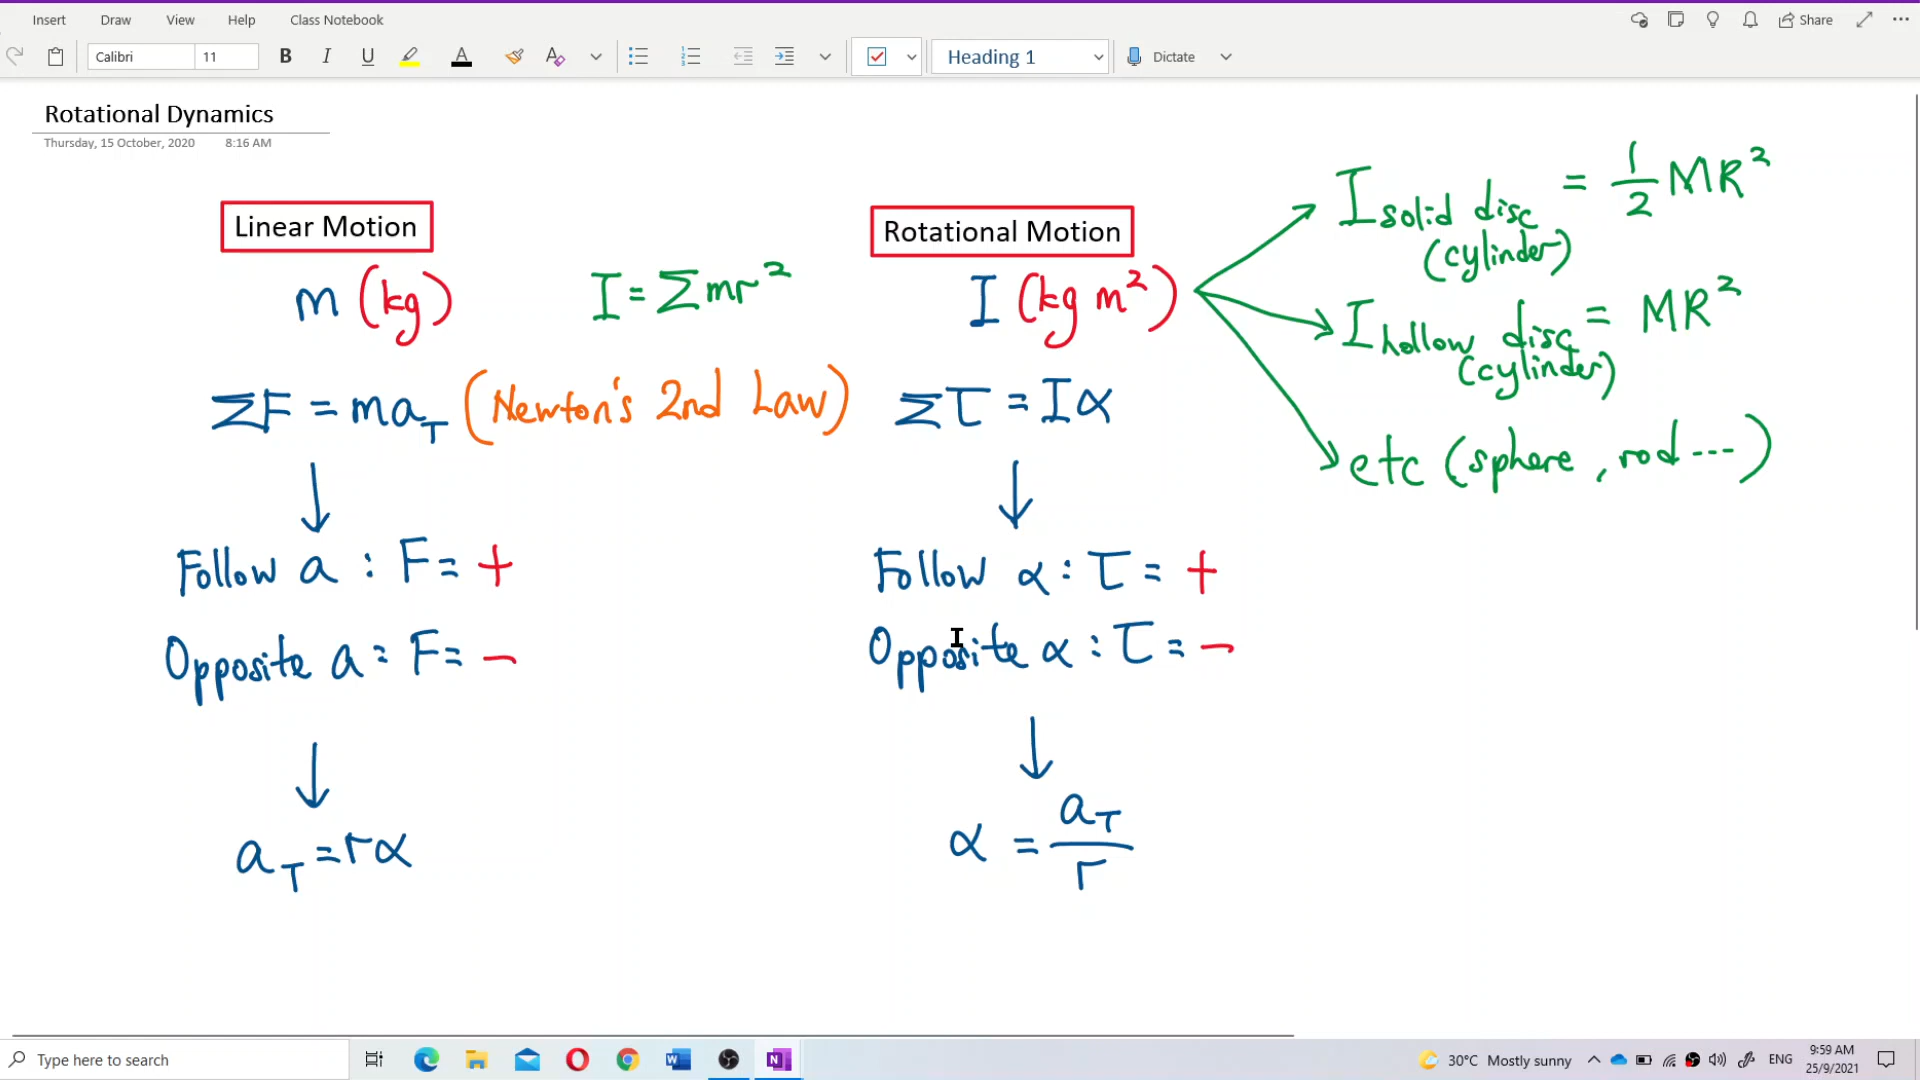 Insert Draw View Help Class Notebook Share
Calibri 11 B I U A Heading 1 Dictate
Rotational Dynamics
Thursday, 15 October, 2020 8:16 AM
Linear Motion
m (kg)
I = Σmr²
Rotational Motion
I (kg m²)
I solid disc (cylinder) = 1/2 MR²
I hollow disc (cylinder) = MR²
etc (sphere, rod ...)
ΣF = ma_T (Newton's 2nd Law)
Στ = Iα
Follow a : F = +
Opposite a : F = -
a_T = rα
Follow α : τ = +
Opposite α : τ = -
α = a_T / r
Type here to search
30°C Mostly sunny ENG 9:59 AM
25/9/2021